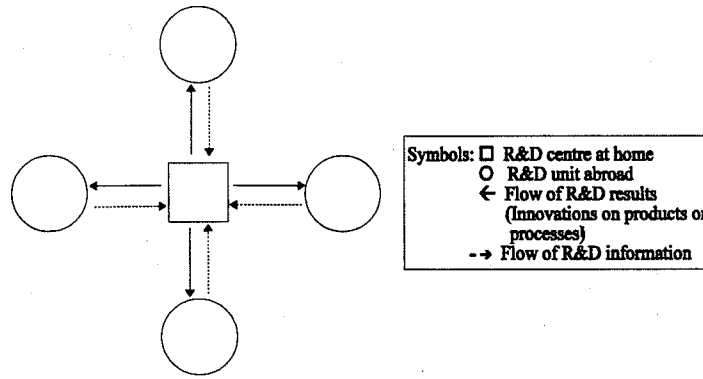 Symbols: □ R&D centre at home
○ R&D unit abroad
← Flow of R&D results
(Innovations on products or
processes)
--→ Flow of R&D information